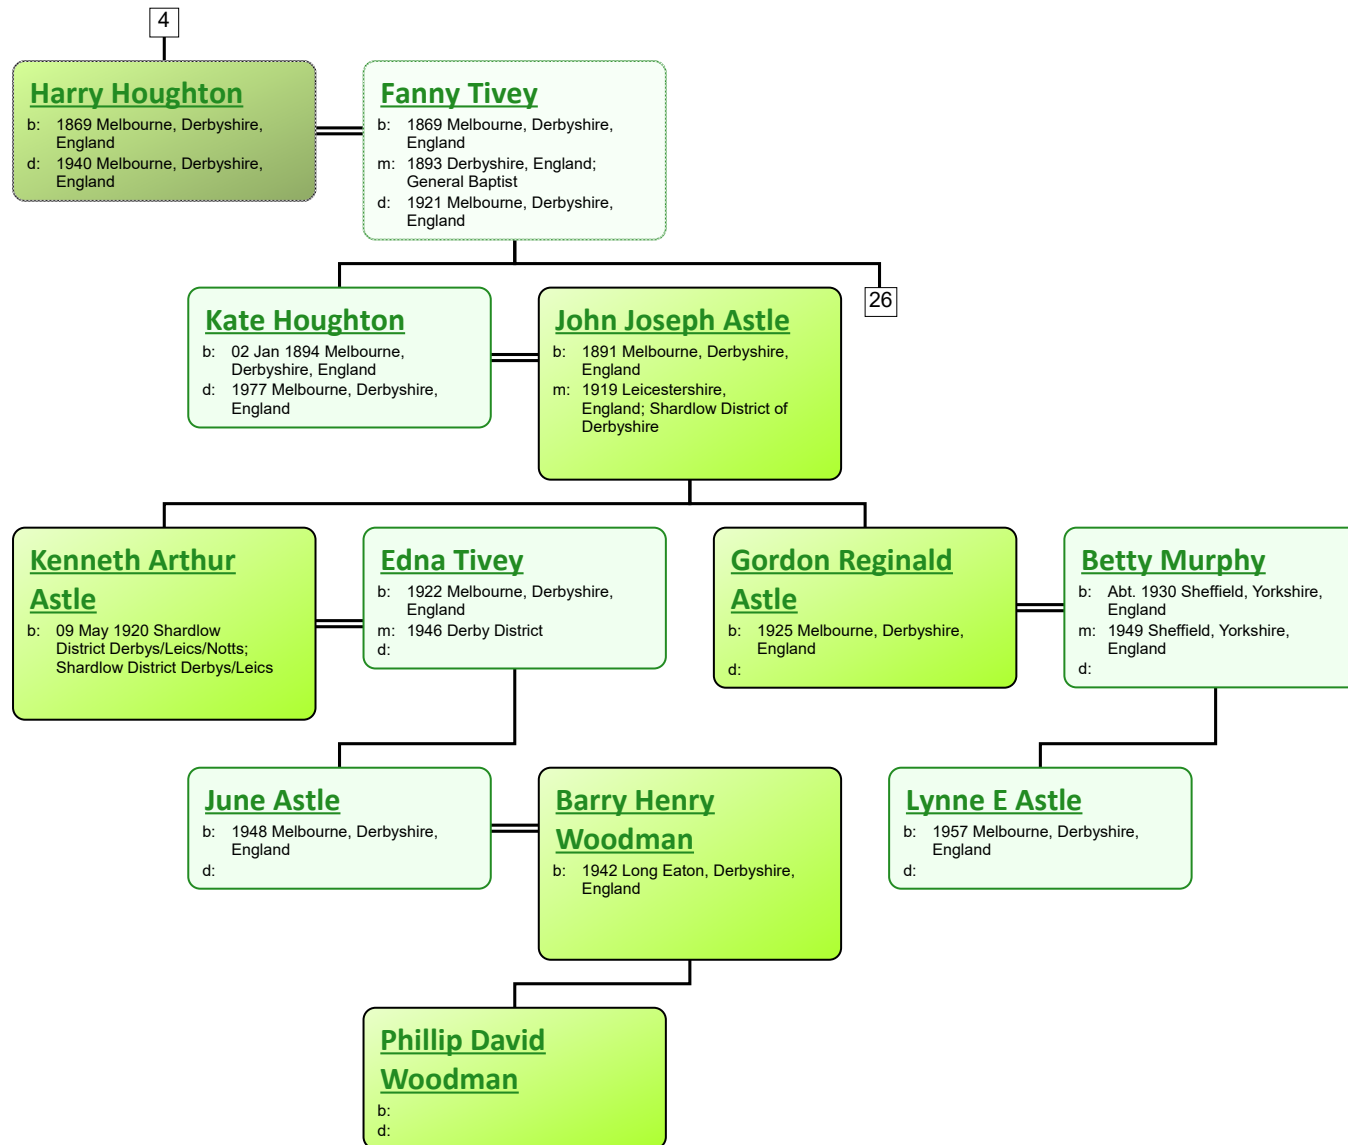 4
Harry Houghton
b: 1869 Melbourne, Derbyshire,
England
d: 1940 Melbourne, Derbyshire,
England
Fanny Tivey
b: 1869 Melbourne, Derbyshire,
England
m: 1893 Derbyshire, England;
General Baptist
d: 1921 Melbourne, Derbyshire,
England
26
Kate Houghton
b: 02 Jan 1894 Melbourne,
Derbyshire, England
d: 1977 Melbourne, Derbyshire,
England
John Joseph Astle
b: 1891 Melbourne, Derbyshire,
England
m: 1919 Leicestershire,
England; Shardlow District of
Derbyshire
Kenneth Arthur
Astle
b: 09 May 1920 Shardlow
District Derbys/Leics/Notts;
Shardlow District Derbys/Leics
Edna Tivey
b: 1922 Melbourne, Derbyshire,
England
m: 1946 Derby District
d:
Gordon Reginald
Astle
b: 1925 Melbourne, Derbyshire,
England
d:
Betty Murphy
b: Abt. 1930 Sheffield, Yorkshire,
England
m: 1949 Sheffield, Yorkshire,
England
d:
June Astle
b: 1948 Melbourne, Derbyshire,
England
d:
Barry Henry
Woodman
b: 1942 Long Eaton, Derbyshire,
England
Lynne E Astle
b: 1957 Melbourne, Derbyshire,
England
d:
Phillip David
Woodman
b:
d: